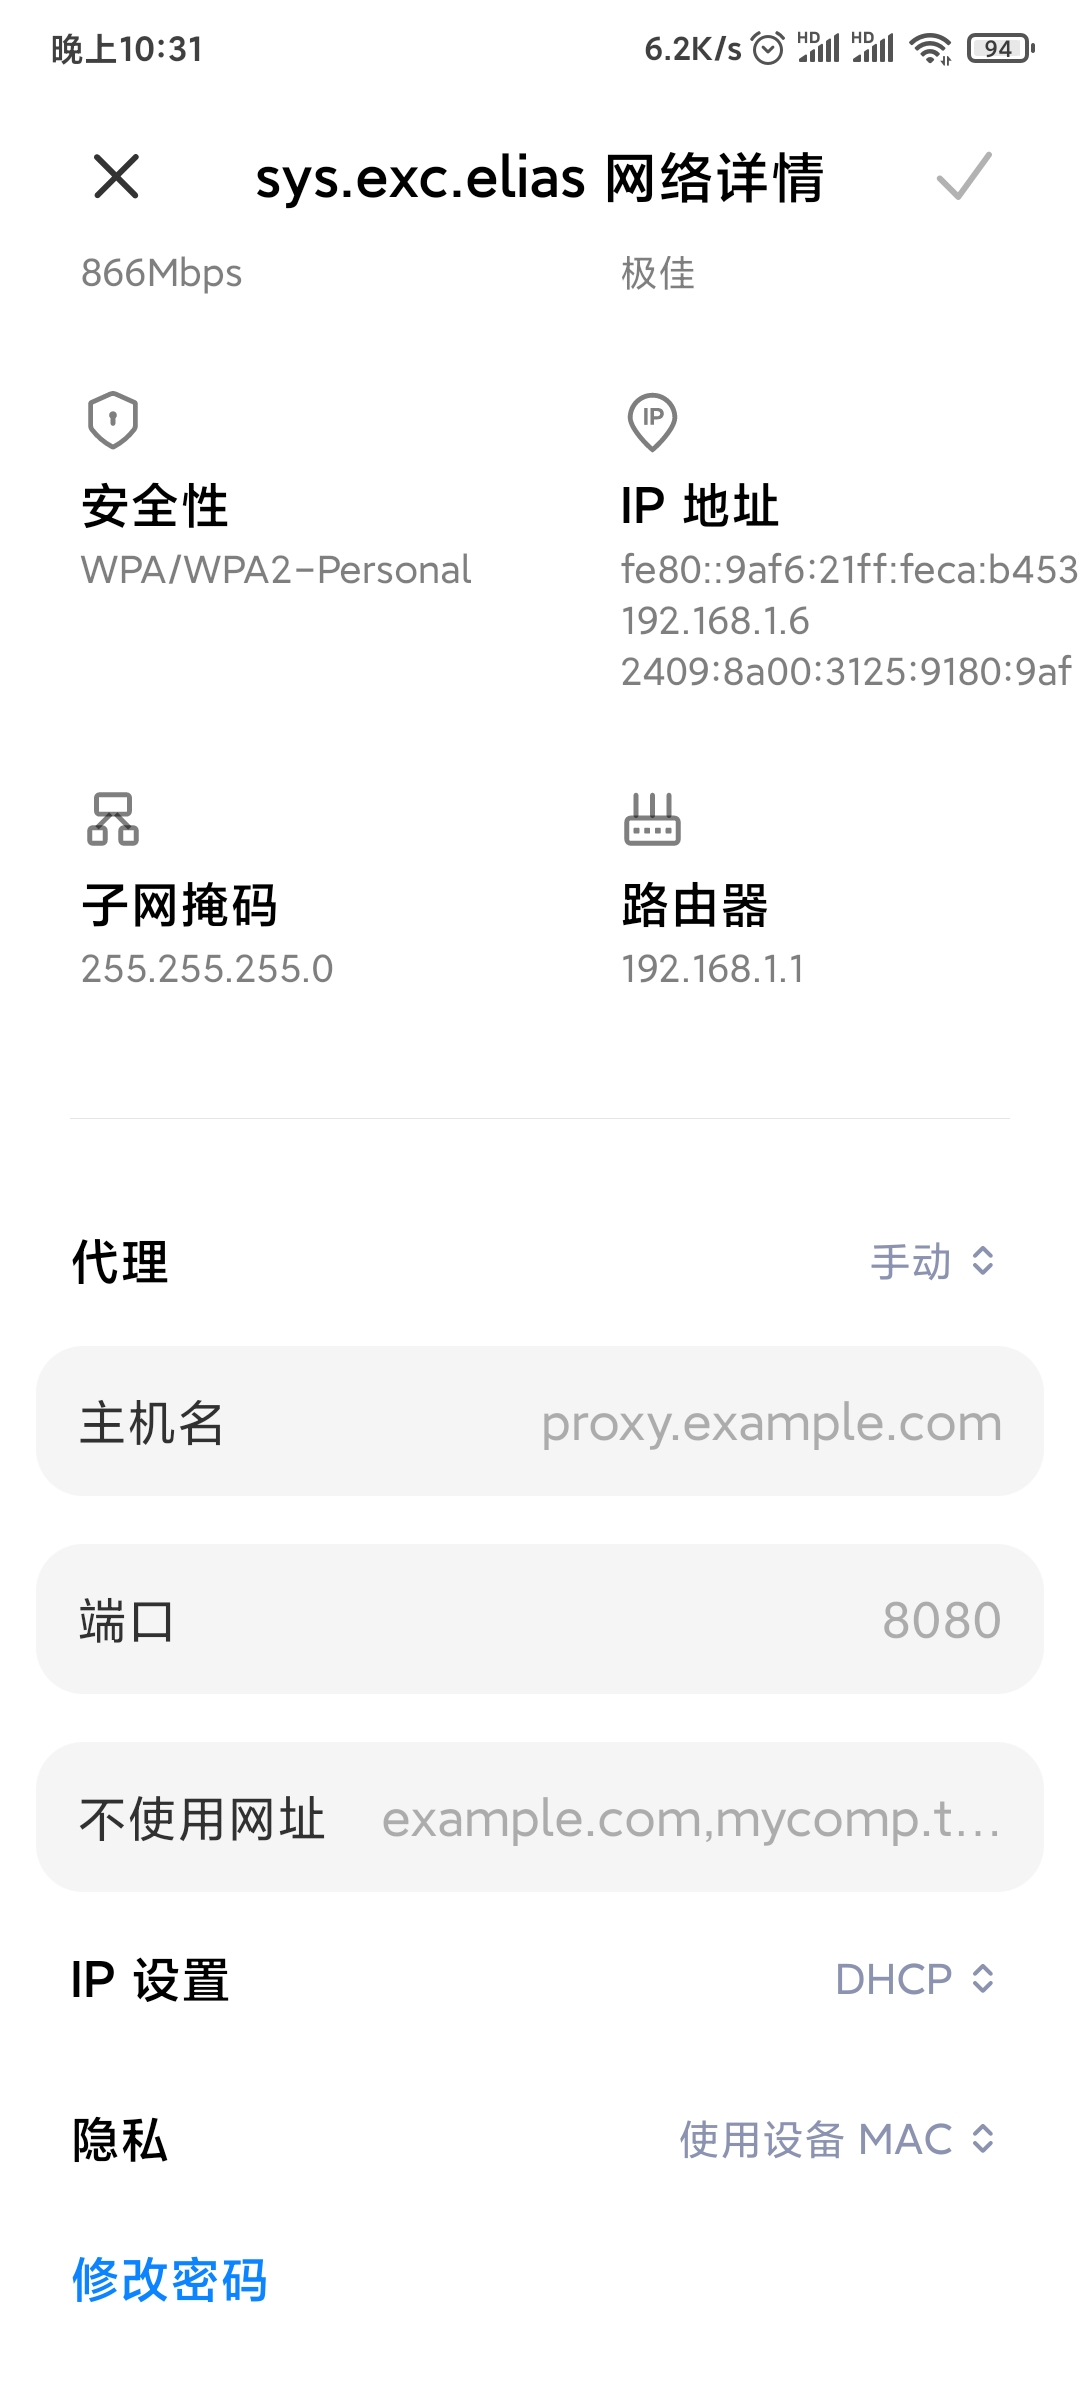 晚上10:31
6.2K/s HD HD 94
sys.exc.elias 网络详情
866Mbps
极佳
IP
安全性
WPA/WPA2-Personal
IP 地址
fe80::9af6:21ff:feca:b453
192.168.1.6
2409:8a00:3125:9180:9af
子网掩码
255.255.255.0
路由器
192.168.1.1
代理
手动
主机名
proxy.example.com
端口
8080
不使用网址
example.com,mycomp.t...
IP 设置
DHCP
隐私
使用设备 MAC
修改密码